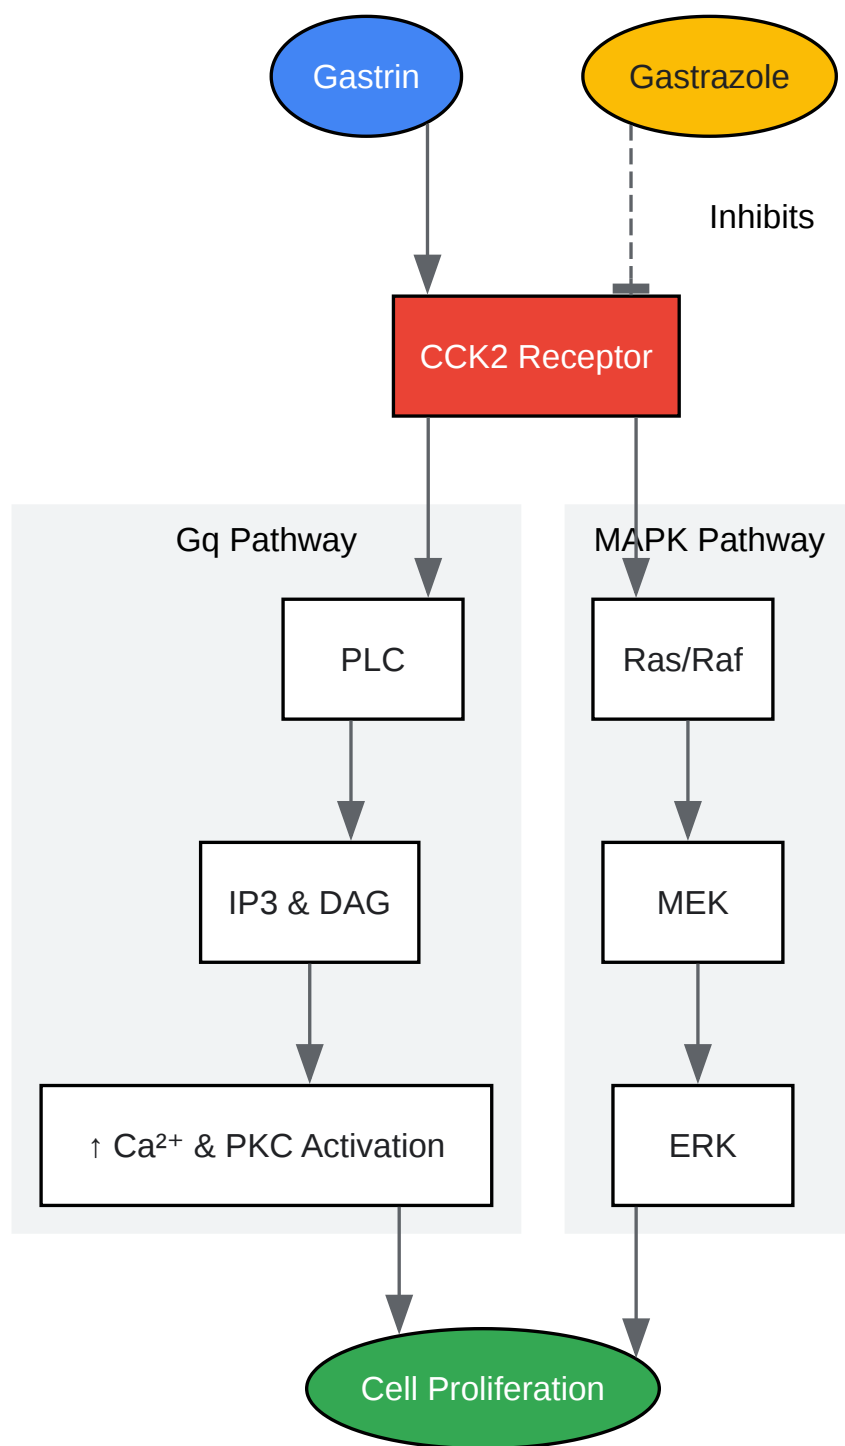 Gastrin
Gastrazole
Inhibits
CCK2 Receptor
Gq Pathway
MAPK Pathway
PLC
Ras/Raf
IP3 & DAG
MEK
↑ Ca²⁺ & PKC Activation
ERK
Cell Proliferation